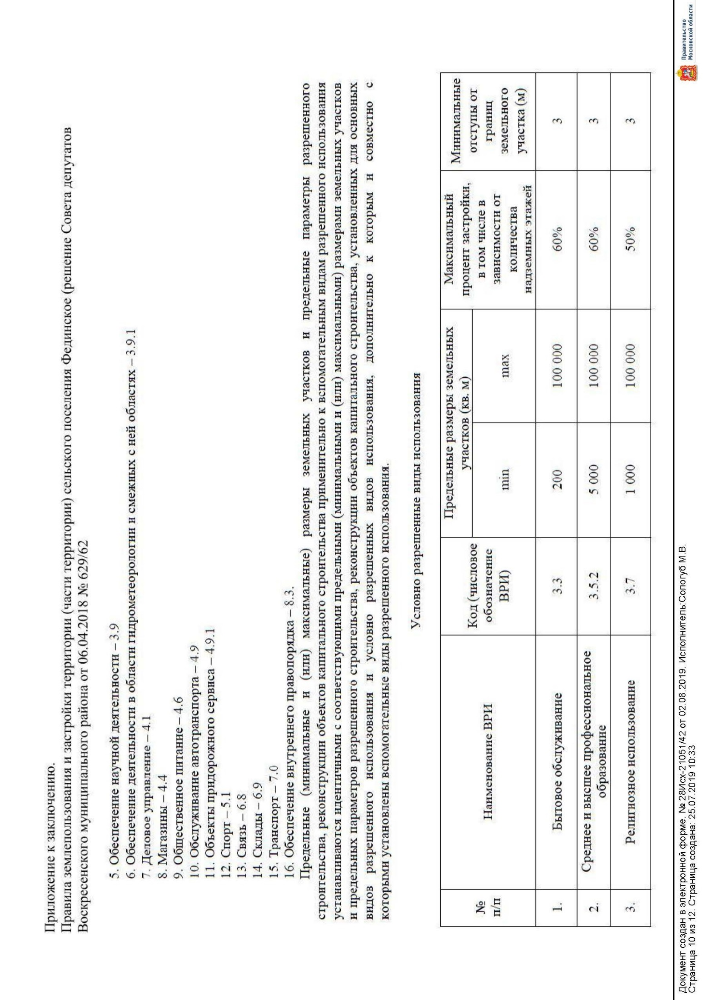 Приложение к заключению.
Правила землепользования и застройки территории (части территории) сельского поселения Фединское (решение Совета депутатов
Воскресенского муниципального района от 06.04.2018 № 629/62
5. Обеспечение научной деятельности – 3.9
6. Обеспечение деятельности в области гидрометеорологии и смежных с ней областях – 3.9.1
7. Деловое управление – 4.1
8. Магазины – 4.4
9. Общественное питание – 4.6
10. Обслуживание автотранспорта – 4.9
11. Объекты придорожного сервиса – 4.9.1
12. Спорт – 5.1
13. Связь – 6.8
14. Склады – 6.9
15. Транспорт – 7.0
16. Обеспечение внутреннего правопорядка – 8.3.
Предельные (минимальные и (или) максимальные) размеры земельных участков и предельные параметры разрешенного
строительства, реконструкции объектов капитального строительства применительно к вспомогательным видам разрешенного использования
устанавливаются идентичными с соответствующими предельными (минимальными и (или) максимальными) размерами земельных участков
и предельных параметров разрешенного строительства, реконструкции объектов капитального строительства, установленных для основных
видов разрешенного использования и условно разрешенных видов использования, дополнительно к которым и совместно с
которыми установлены вспомогательные виды разрешенного использования.
Условно разрешенные виды использования
№
п/п
Наименование ВРИ
Код (числовое
обозначение
ВРИ)
Предельные размеры земельных
участков (кв. м)
min
max
Максимальный
процент застройки,
в том числе в
зависимости от
количества
надземных этажей
Минимальные
отступы от
границ
земельного
участка (м)
1. Бытовое обслуживание 3.3 200 100 000 60% 3
2. Среднее и высшее профессиональное
образование 3.5.2 5 000 100 000 60% 3
3. Религиозное использование 3.7 1 000 100 000 50% 3
Документ создан в электронной форме. № 28Исх-21051/42 от 02.08.2019. Исполнитель:Сологуб М.В.
Страница 10 из 12. Страница создана: 25.07.2019 10:33
Правительство
Московской области